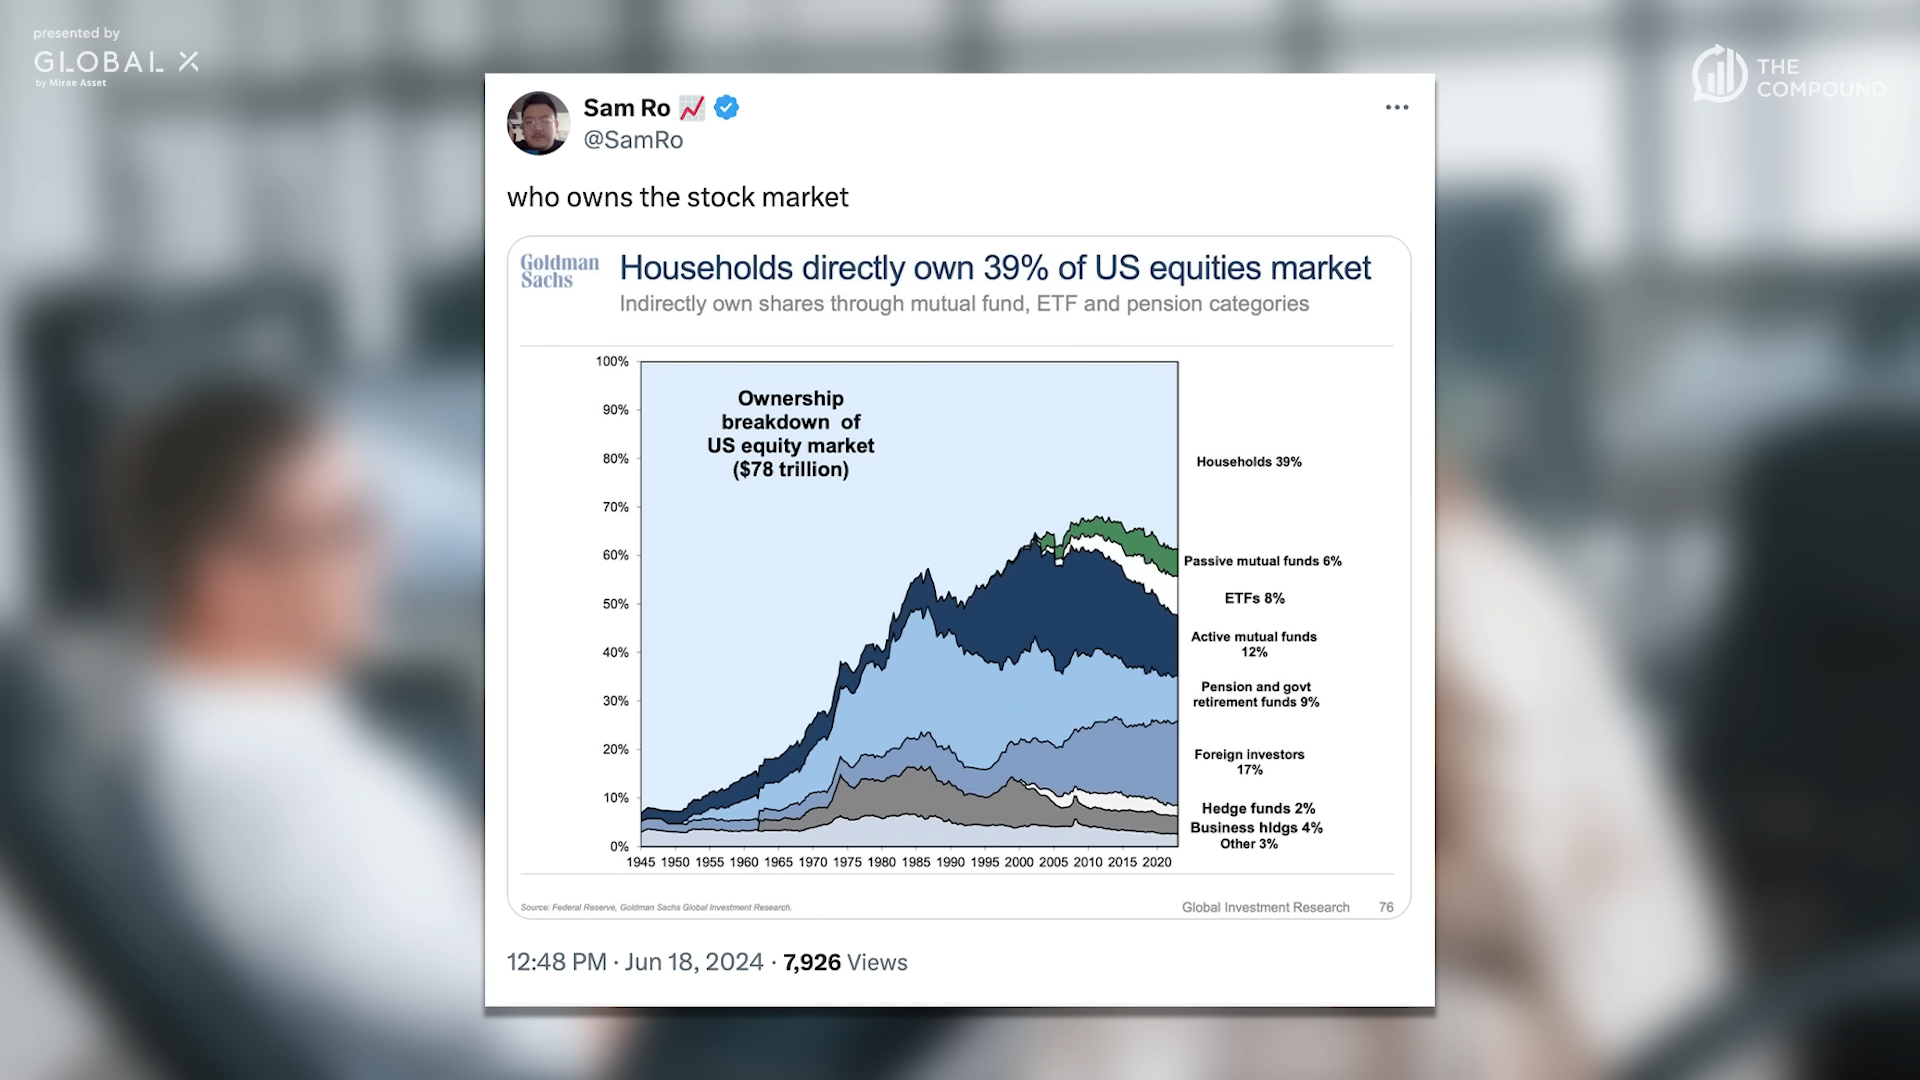 presented by
GLOBAL X
by Mirae Asset
THE
COMPOUND
Sam Ro
@SamRo
who owns the stock market
Goldman
Sachs
Households directly own 39% of US equities market
Indirectly own shares through mutual fund, ETF and pension categories
Ownership
breakdown of
US equity market
($78 trillion)
100%
90%
80%
70%
60%
50%
40%
30%
20%
10%
0%
1945 1950 1955 1960 1965 1970 1975 1980 1985 1990 1995 2000 2005 2010 2015 2020
Households 39%
Passive mutual funds 6%
ETFs 8%
Active mutual funds
12%
Pension and govt
retirement funds 9%
Foreign investors
17%
Hedge funds 2%
Business hldgs 4%
Other 3%
Source: Federal Reserve, Goldman Sachs Global Investment Research.
Global Investment Research 76
12:48 PM · Jun 18, 2024 · 7,926 Views